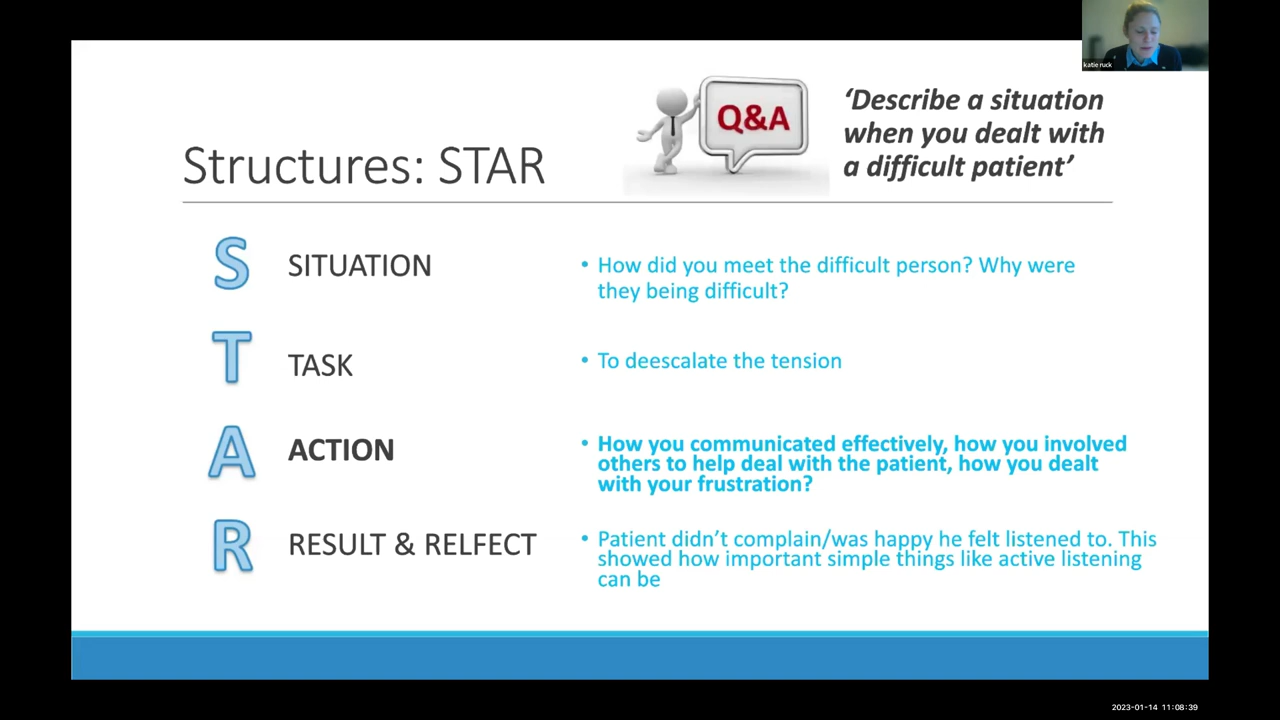 katie ruck
Q&A
‘Describe a situation
when you dealt with
a difficult patient’
Structures: STAR
S
SITUATION
• How did you meet the difficult person? Why were
they being difficult?
T
TASK
• To deescalate the tension
A
ACTION
• How you communicated effectively, how you involved
others to help deal with the patient, how you dealt
with your frustration?
R
RESULT & RELFECT
• Patient didn’t complain/was happy he felt listened to. This
showed how important simple things like active listening
can be
2023-01-14 11:08:39